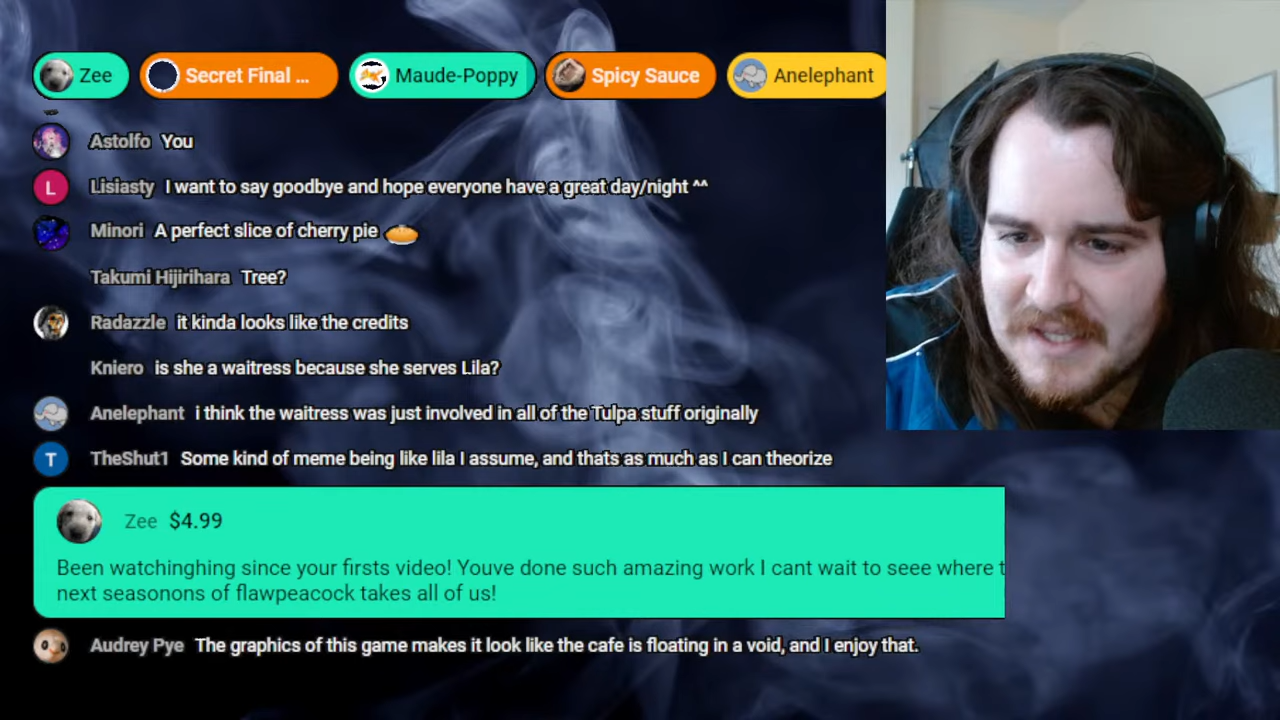 Zee
Secret Final ...
Maude-Poppy
Spicy Sauce
Anelephant
Astolfo You
L Lisiasty I want to say goodbye and hope everyone have a great day/night ^^
Minori A perfect slice of cherry pie
Takumi Hijirihara Tree?
Radazzle it kinda looks like the credits
Kniero is she a waitress because she serves Lila?
Anelephant i think the waitress was just involved in all of the Tulpa stuff originally
T TheShut1 Some kind of meme being like lila I assume, and thats as much as I can theorize
Zee $4.99
Been watchinghing since your firsts video! Youve done such amazing work I cant wait to seee where t
next seasonons of flawpeacock takes all of us!
Audrey Pye The graphics of this game makes it look like the cafe is floating in a void, and I enjoy that.